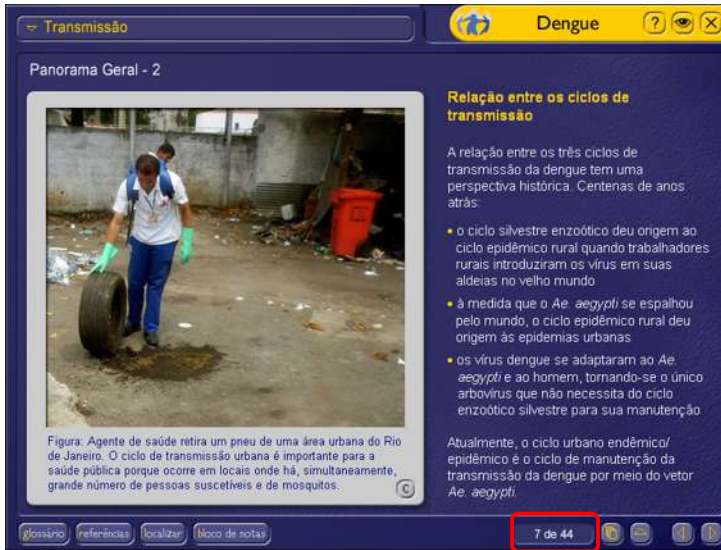 Transmissão
Dengue
?
Panorama Geral - 2
Figura: Agente de saúde retira um pneu de uma área urbana do Rio
de Janeiro. O ciclo de transmissão urbana é importante para a
saúde pública porque ocorre em locais onde há, simultaneamente,
grande número de pessoas suscetíveis e de mosquitos.
C
Relação entre os ciclos de
transmissão
A relação entre os três ciclos de
transmissão da dengue tem uma
perspectiva histórica. Centenas de anos
atrás:
• o ciclo silvestre enzoótico deu origem ao
ciclo epidêmico rural quando trabalhadores
rurais introduziram os vírus em suas
aldeias no velho mundo
• à medida que o Ae. aegypti se espalhou
pelo mundo, o ciclo epidêmico rural deu
origem às epidemias urbanas
• os vírus dengue se adaptaram ao Ae.
aegypti e ao homem, tornando-se o único
arbovírus que não necessita do ciclo
enzoótico silvestre para sua manutenção
Atualmente, o ciclo urbano endêmico/
epidêmico é o ciclo de manutenção da
transmissão da dengue por meio do vetor
Ae. aegypti.
glossário referências localizar bloco de notas
7 de 44